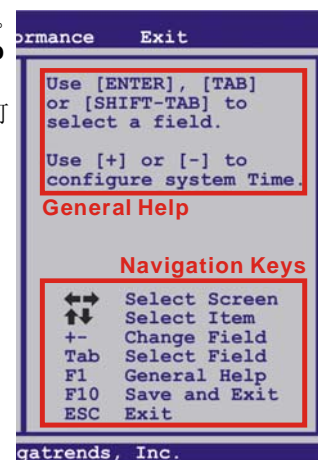 ormance Exit
Use [ENTER], [TAB]
or [SHIFT-TAB] to
select a field.
Use [+] or [-] to
configure system Time.
General Help
Navigation Keys
Select Screen
Select Item
+- Change Field
Tab Select Field
F1 General Help
F10 Save and Exit
ESC Exit
gatrends, Inc.